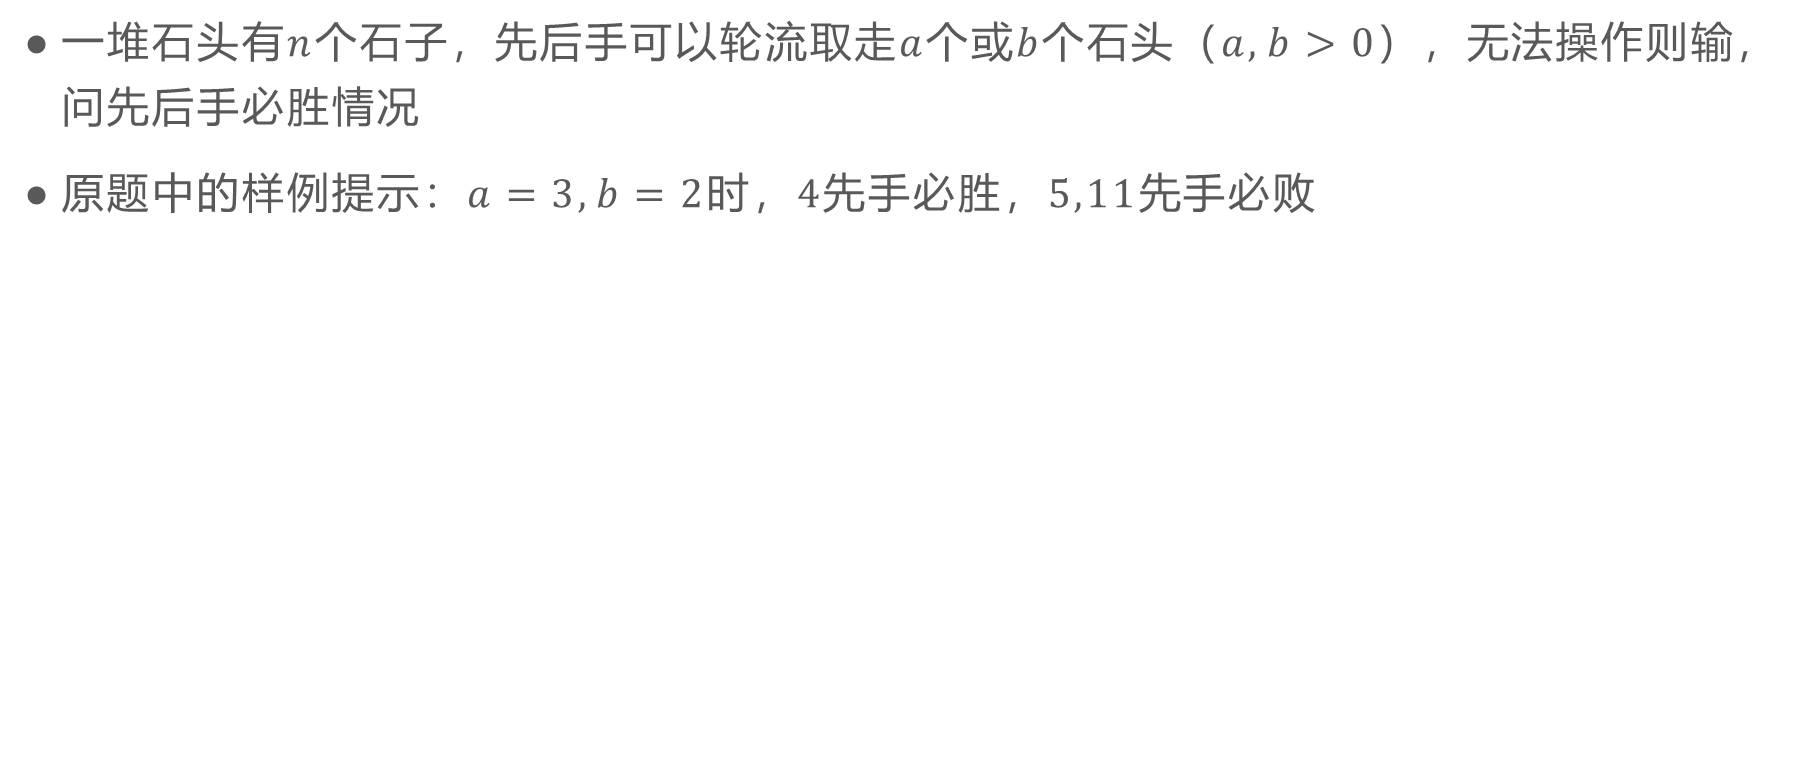 ● 一堆石头有n个石子，先后手可以轮流取走a个或b个石头（a, b > 0），无法操作则输，
问先后手必胜情况
● 原题中的样例提示：a = 3, b = 2时，4先手必胜，5,11先手必败